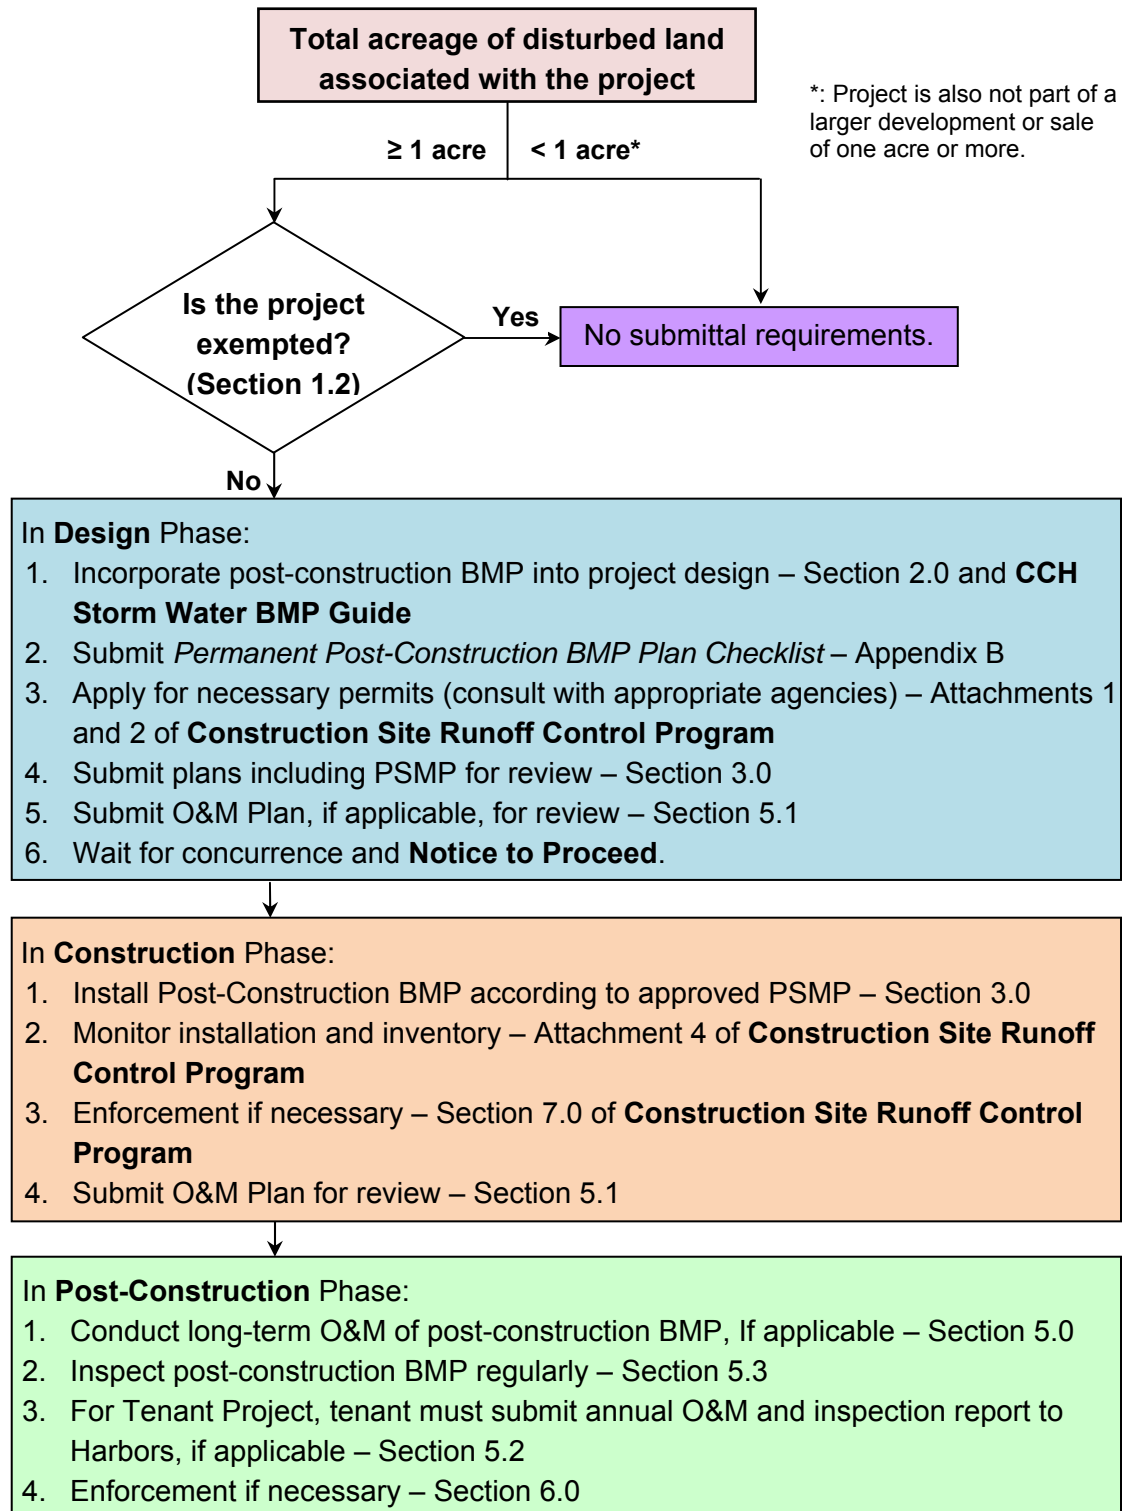 Total acreage of disturbed land
associated with the project
*: Project is also not part of a
larger development or sale
of one acre or more.
≥ 1 acre
< 1 acre*
Is the project
exempted?
(Section 1.2)
Yes
No submittal requirements.
No
In Design Phase:
1. Incorporate post-construction BMP into project design – Section 2.0 and CCH
Storm Water BMP Guide
2. Submit Permanent Post-Construction BMP Plan Checklist – Appendix B
3. Apply for necessary permits (consult with appropriate agencies) – Attachments 1
and 2 of Construction Site Runoff Control Program
4. Submit plans including PSMP for review – Section 3.0
5. Submit O&M Plan, if applicable, for review – Section 5.1
6. Wait for concurrence and Notice to Proceed.
In Construction Phase:
1. Install Post-Construction BMP according to approved PSMP – Section 3.0
2. Monitor installation and inventory – Attachment 4 of Construction Site Runoff
Control Program
3. Enforcement if necessary – Section 7.0 of Construction Site Runoff Control
Program
4. Submit O&M Plan for review – Section 5.1
In Post-Construction Phase:
1. Conduct long-term O&M of post-construction BMP, If applicable – Section 5.0
2. Inspect post-construction BMP regularly – Section 5.3
3. For Tenant Project, tenant must submit annual O&M and inspection report to
Harbors, if applicable – Section 5.2
4. Enforcement if necessary – Section 6.0